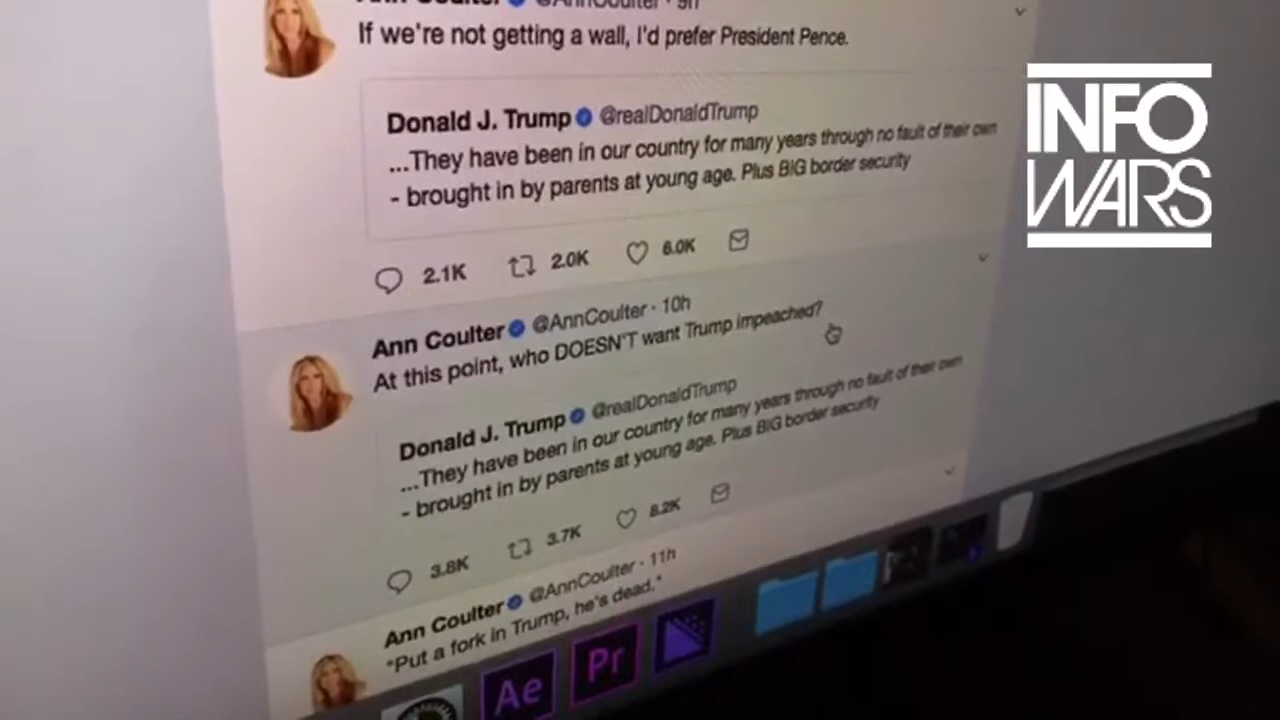 Ann Coulter @AnnCoulter · 9h
If we're not getting a wall, I'd prefer President Pence.
Donald J. Trump @realDonaldTrump
...They have been in our country for many years through no fault of their own
- brought in by parents at young age. Plus BIG border security
2.1K 2.0K 6.0K
Ann Coulter @AnnCoulter · 10h
At this point, who DOESN'T want Trump impeached?
Donald J. Trump @realDonaldTrump
...They have been in our country for many years through no fault of their own
- brought in by parents at young age. Plus BIG border security
3.8K 3.7K 8.2K
Ann Coulter @AnnCoulter · 11h
"Put a fork in Trump, he's dead."
Ae Pr
INFO
WARS